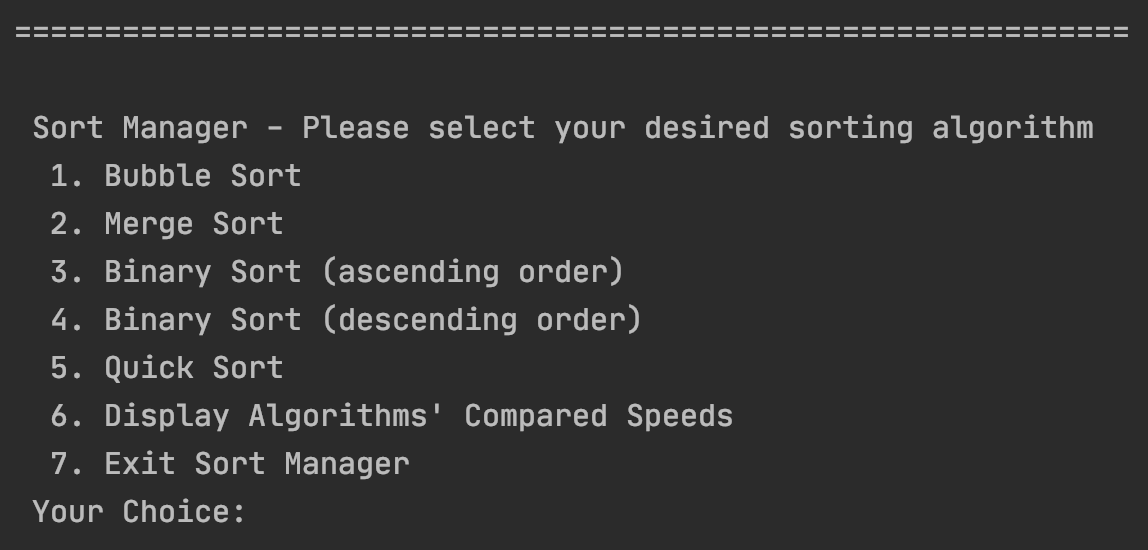 ==============================================================
Sort Manager - Please select your desired sorting algorithm
1. Bubble Sort
2. Merge Sort
3. Binary Sort (ascending order)
4. Binary Sort (descending order)
5. Quick Sort
6. Display Algorithms' Compared Speeds
7. Exit Sort Manager
Your Choice: